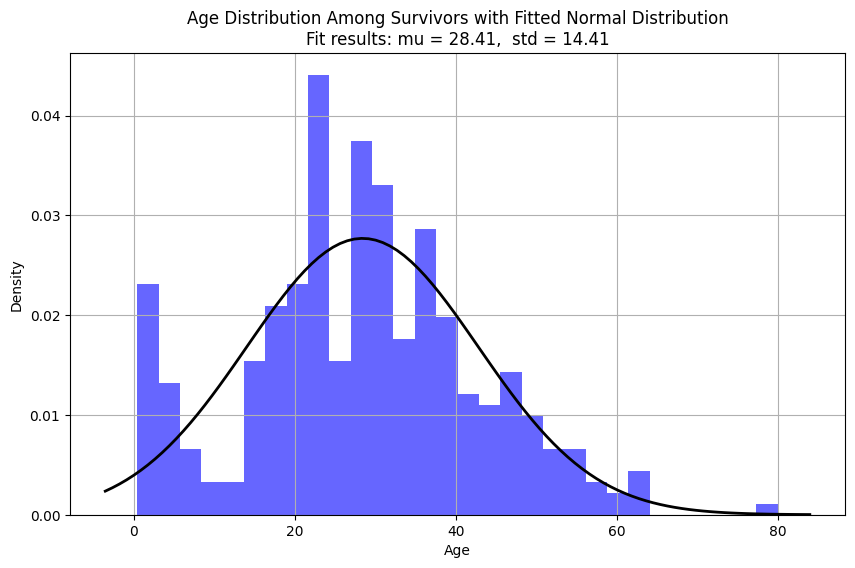 Age Distribution Among Survivors with Fitted Normal Distribution
Fit results: mu = 28.41,  std = 14.41
Density
0.04
0.03
0.02
0.01
0.00
0
20
40
60
80
Age